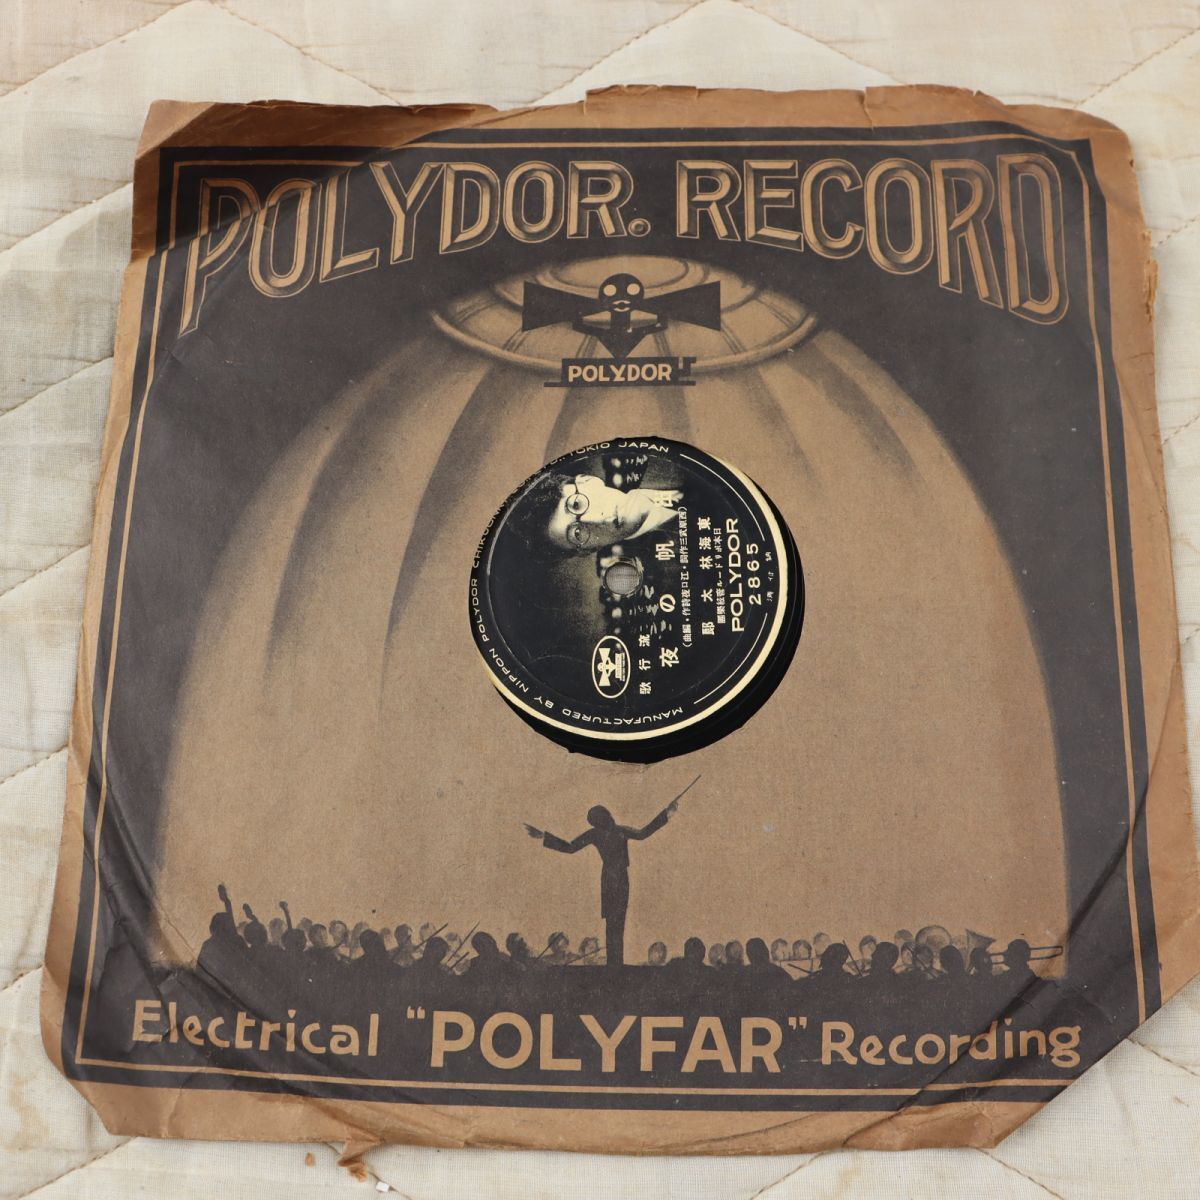 POLYDOR. RECORD
POLYDOR
MANUFACTURED BY NIPPON POLYDOR CHIKUONKI
TOKIO JAPAN
POLYDOR
2865
東海林太郎
流行歌
帆の夜
Electrical "POLYFAR" Recording